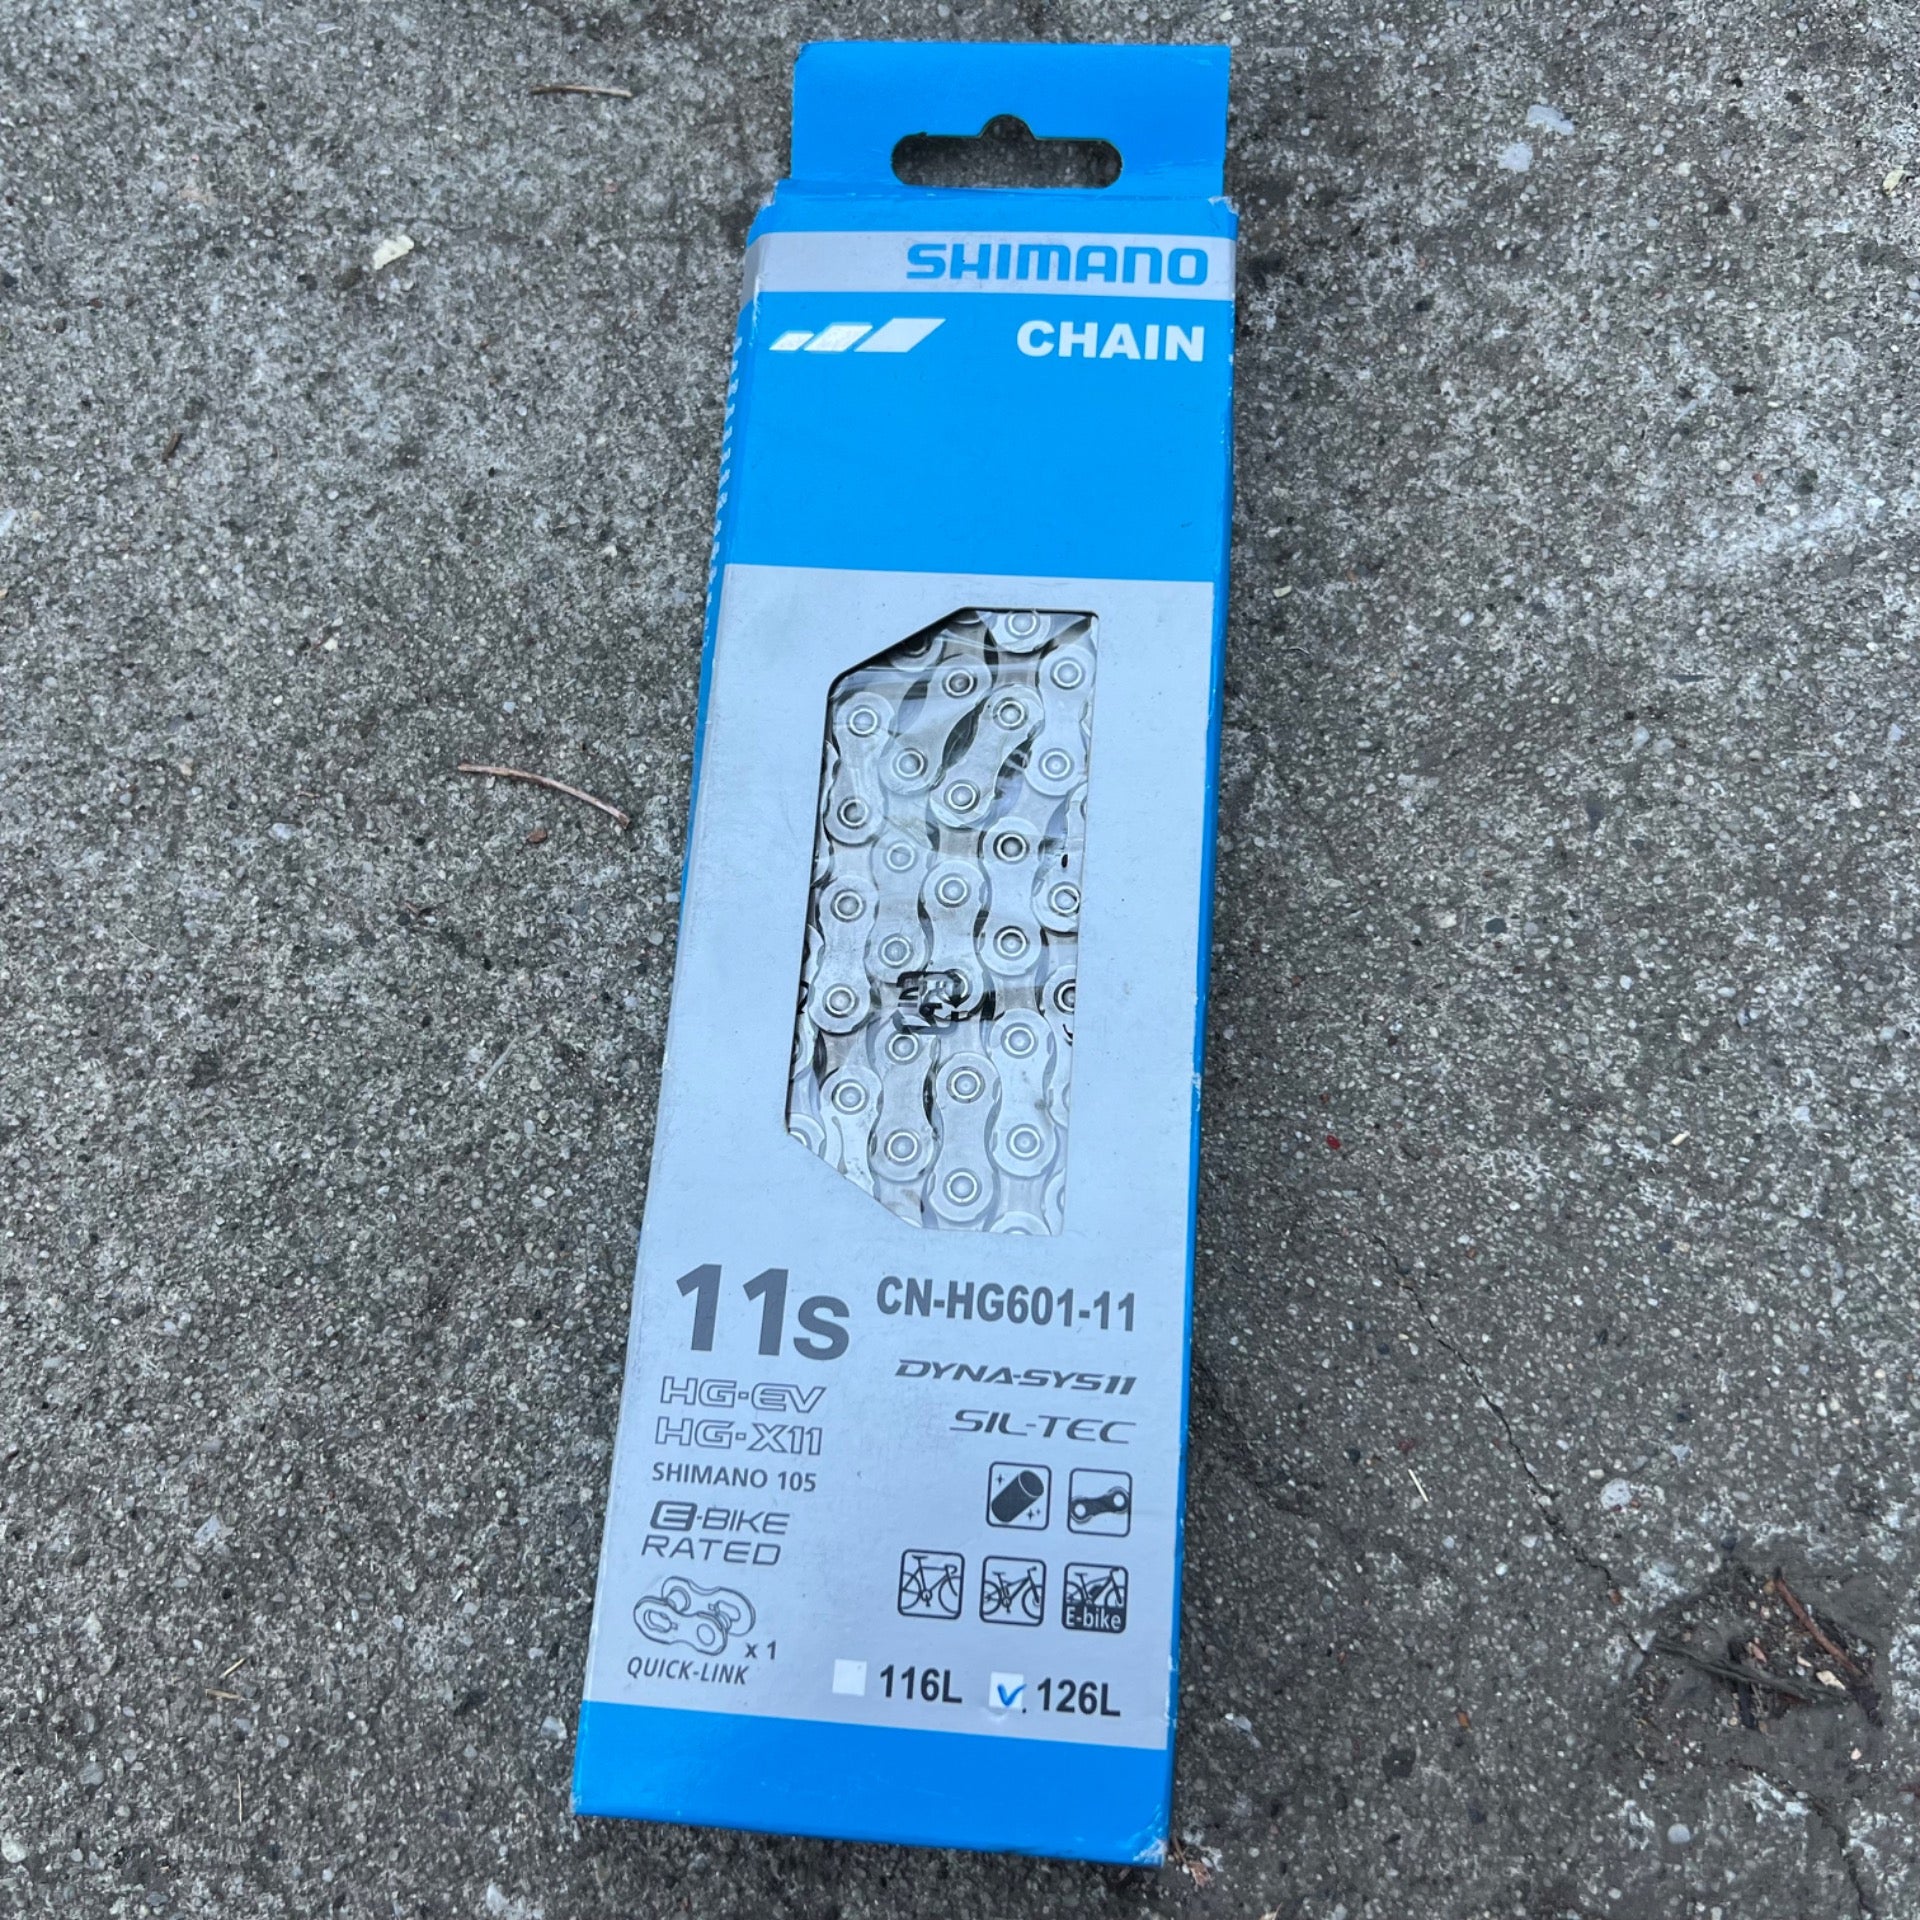 SHIMANO
CHAIN
11s
CN-HG601-11
HG-EV
DYNA-SYS11
HG-X11
SIL-TEC
SHIMANO 105
E-BIKE
RATED
E-bike
x 1
QUICK-LINK
116L
126L